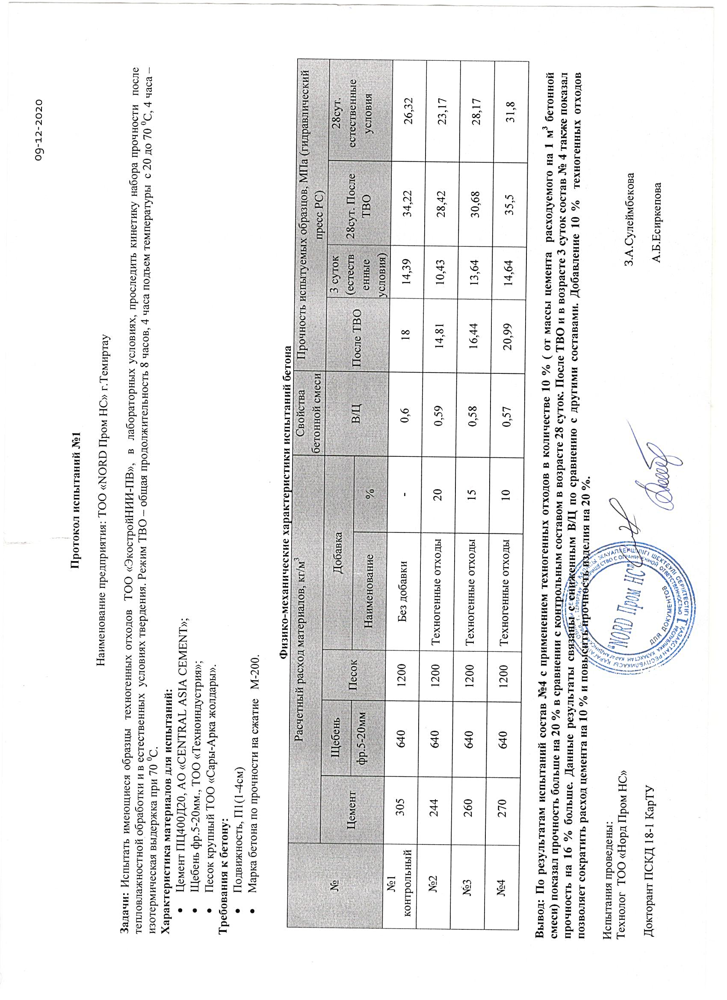 09-12-2020
Протокол испытаний №1
Наименование предприятия: ТОО «NORD Пром НС» г.Темиртау
Задачи: Испытать имеющиеся образцы техногенных отходов ТОО «ЭкостройНИИ-ПВ», в лабораторных условиях, проследить кинетику набора прочности после
тепловлажностной обработки и в естественных условиях твердения. Режим ТВО – общая продолжительность 8 часов, 4 часа подъем температуры с 20 до 70 ⁰С, 4 часа –
изотермическая выдержка при 70 ⁰С.
Характеристика материалов для испытаний:
• Цемент ПЦ400Д20, АО «CENTRAL ASIA CEMENT»;
• Щебень фр.5-20мм., ТОО «Техноиндустрия»;
• Песок крупный ТОО «Сары-Арка жолдары».
Требования к бетону:
• Подвижность, П1(1-4см)
• Марка бетона по прочности на сжатие М-200.
Физико-механические характеристики испытаний бетона
№ Расчетный расход материалов, кг/м³ Свойства бетонной смеси Прочность испытуемых образцов, МПа (гидравлический пресс РС)
Цемент Щебень Песок Добавка В/Ц После ТВО 3 суток (естественные условия) 28сут. После ТВО 28сут. естественные условия
фр.5-20мм Наименование %
№1 контрольный 305 640 1200 Без добавки - 0,6 18 14,39 34,22 26,32
№2 244 640 1200 Техногенные отходы 20 0,59 14,81 10,43 28,42 23,17
№3 260 640 1200 Техногенные отходы 15 0,58 16,44 13,64 30,68 28,17
№4 270 640 1200 Техногенные отходы 10 0,57 20,99 14,64 35,5 31,8
Вывод: По результатам испытаний состав №4 с применением техногенных отходов в количестве 10 % ( от массы цемента расходуемого на 1 м³ бетонной
смеси) показал прочность больше на 20 % в сравнении с контрольным составом в возрасте 28 суток. После ТВО и в возрасте 3 суток состав № 4 также показал
прочность на 16 % больше. Данные результаты связаны с сниженным В/Ц по сравнению с другими составами. Добавление 10 % техногенных отходов
позволяет сократить расход цемента на 10 % и повысить прочность изделия на 20 %.
Испытания проведены:
Технолог ТОО «Норд Пром НС» З.А.Сулеймбекова
Докторант ПСКД 18-1 КарТУ А.Б.Есиркепова
"NORD Пром НС"
ДЛЯ ДОКУМЕНТОВ
ЖАУАПКЕРШІЛІГІ ШЕКТЕУЛІ СЕРІКТЕСТІГІ
ҚАЗАҚСТАН РЕСПУБЛИКАСЫ
С ОГРАНИЧЕННОЙ ОТВЕТСТВЕННОСТЬЮ
РЕСПУБЛИКА КАЗАХСТАН